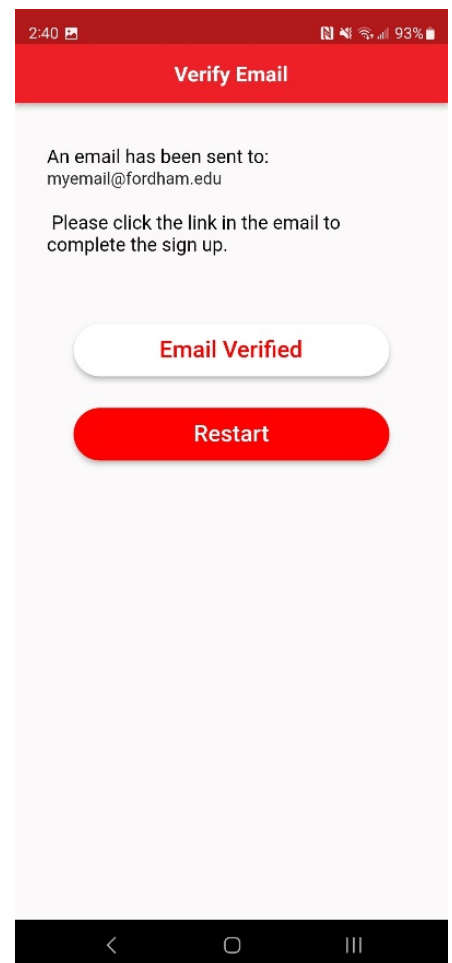 2:40 93%
Verify Email
An email has been sent to:
myemail@fordham.edu
Please click the link in the email to
complete the sign up.
Email Verified
Restart